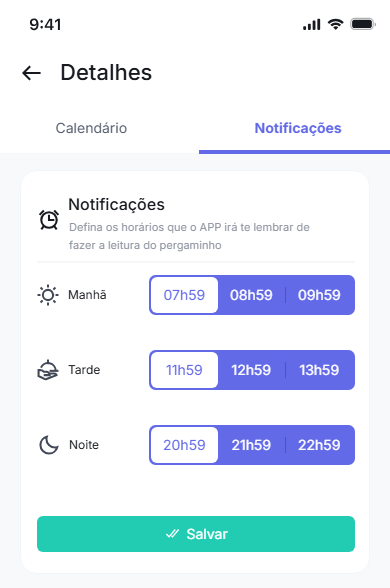 9:41
Detalhes
Calendário Notificações
Notificações
Defina os horários que o APP irá te lembrar de
fazer a leitura do pergaminho
Manhã 07h59 08h59 09h59
Tarde 11h59 12h59 13h59
Noite 20h59 21h59 22h59
Salvar